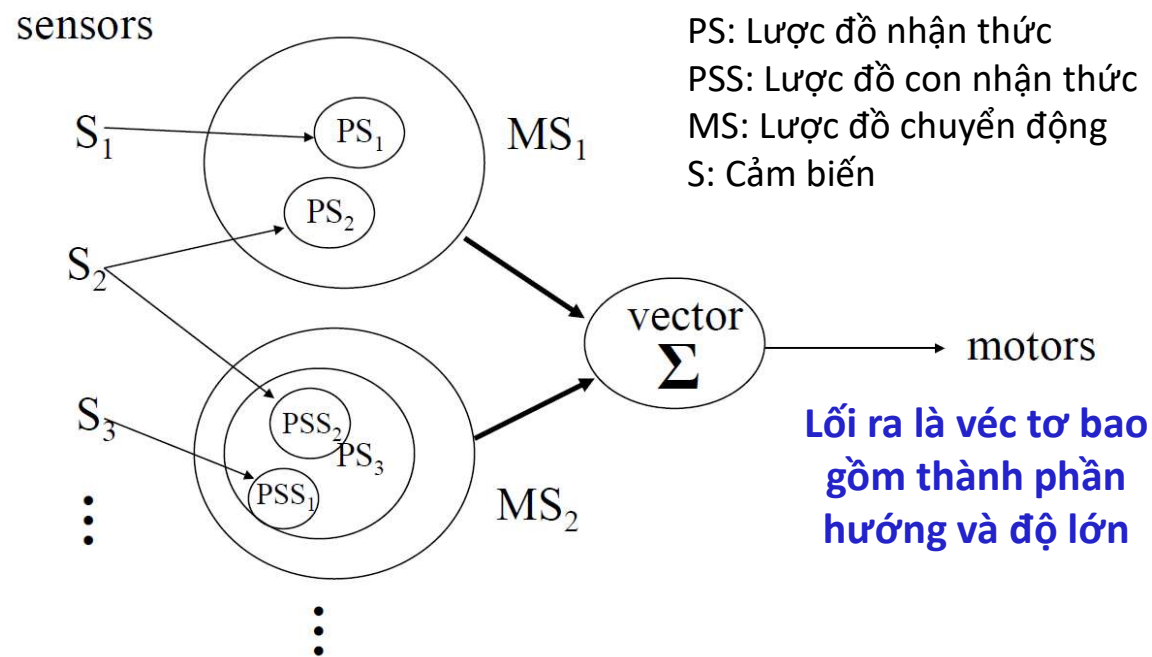 sensors
PS: Lược đồ nhận thức
PSS: Lược đồ con nhận thức
MS: Lược đồ chuyển động
S: Cảm biến
S₁
PS₁
MS₁
PS₂
S₂
vector
Σ
motors
S₃
PSS₂
PS₃
PSS₁
MS₂
Lối ra là véc tơ bao
gồm thành phần
hướng và độ lớn